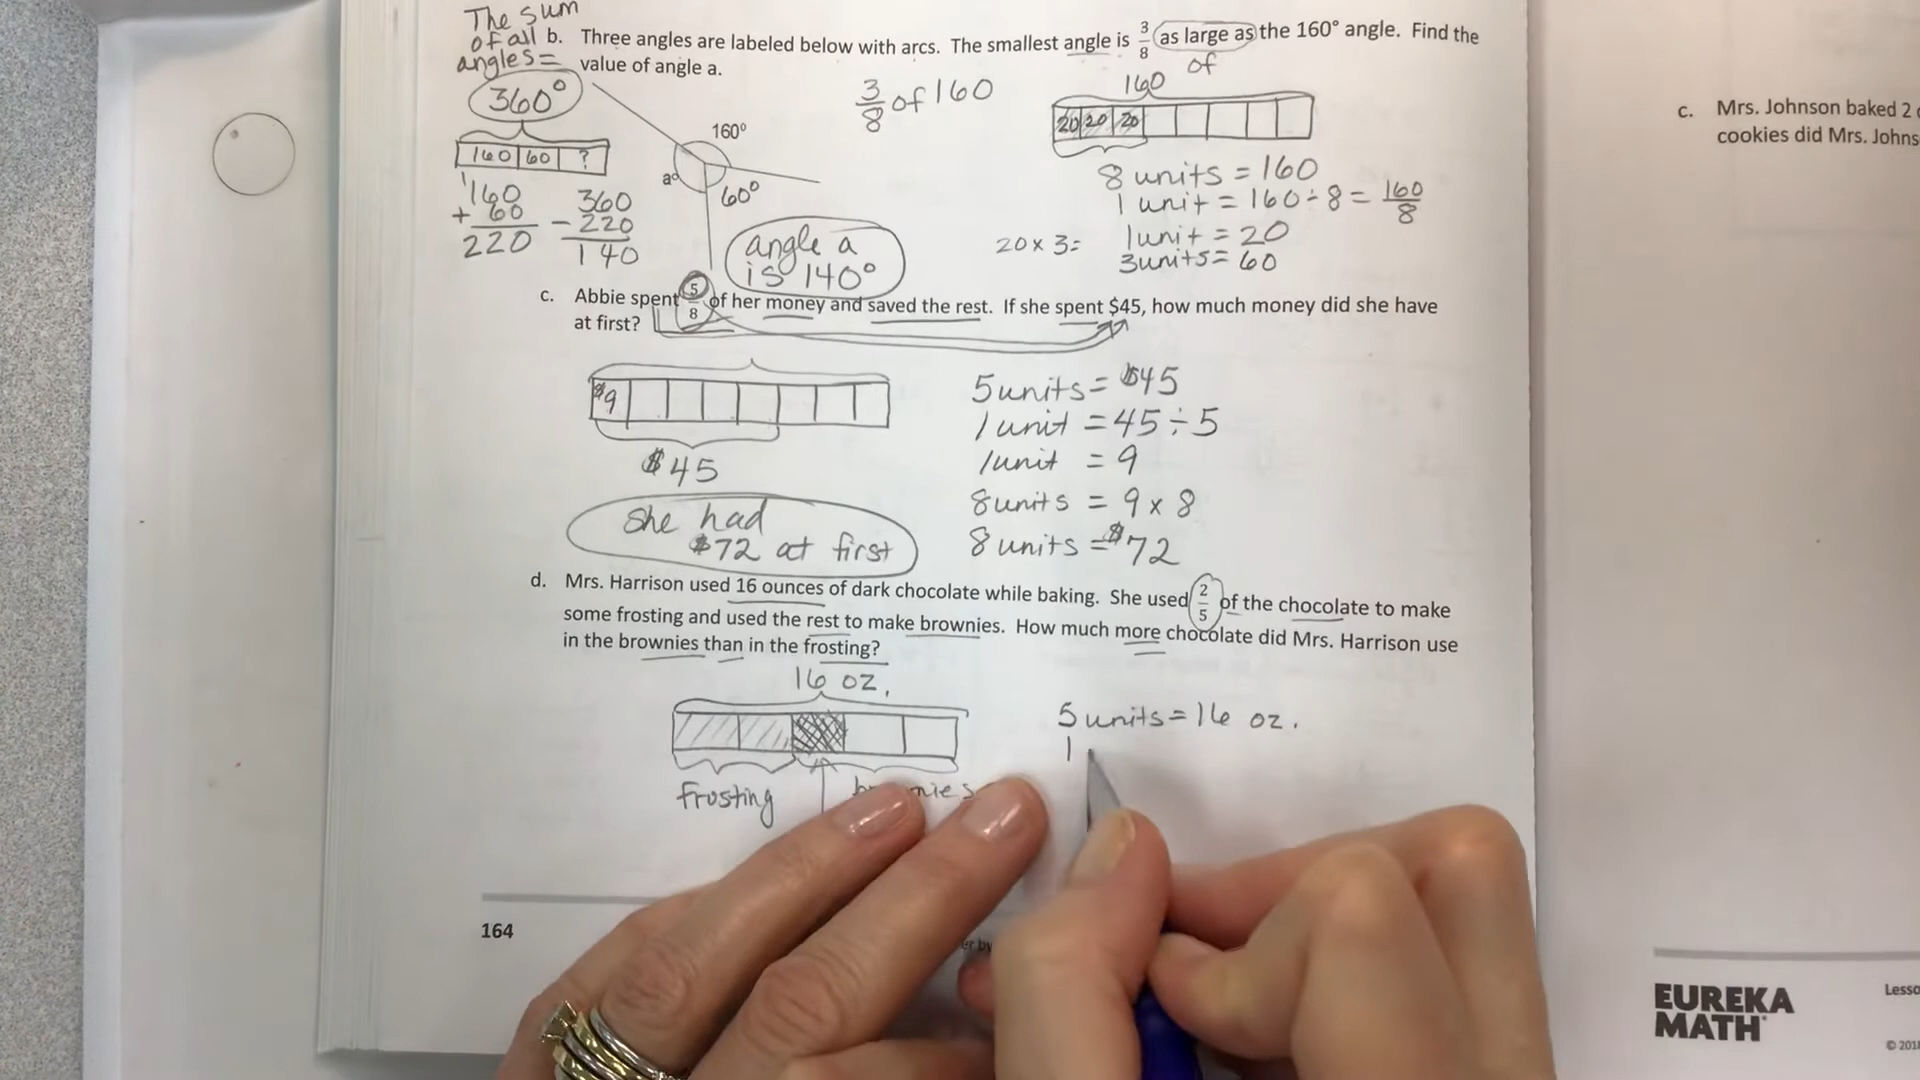 The sum
of all
angles=
360°
160 60 ?
160
+ 60
220
360
- 220
140
b. Three angles are labeled below with arcs. The smallest angle is 3/8 as large as the 160° angle. Find the
value of angle a.
of
3/8 of 160
160°
a°
60°
angle a
is 140°
160
20 20 20
8 units = 160
1 unit = 160÷8 = 160/8
1 unit = 20
20 x 3=
3units= 60
c. Abbie spent 5/8 of her money and saved the rest. If she spent $45, how much money did she have
at first?
$9
$45
5 units= $45
1 unit = 45÷5
1 unit = 9
8 units = 9 x 8
8 units = $72
she had
$72 at first
d. Mrs. Harrison used 16 ounces of dark chocolate while baking. She used 2/5 of the chocolate to make
some frosting and used the rest to make brownies. How much more chocolate did Mrs. Harrison use
in the brownies than in the frosting?
16 oz.
frosting
5 units=16 oz.
1
164
c. Mrs. Johnson baked 2
cookies did Mrs. Johns
EUREKA
MATH
Lesso
© 201